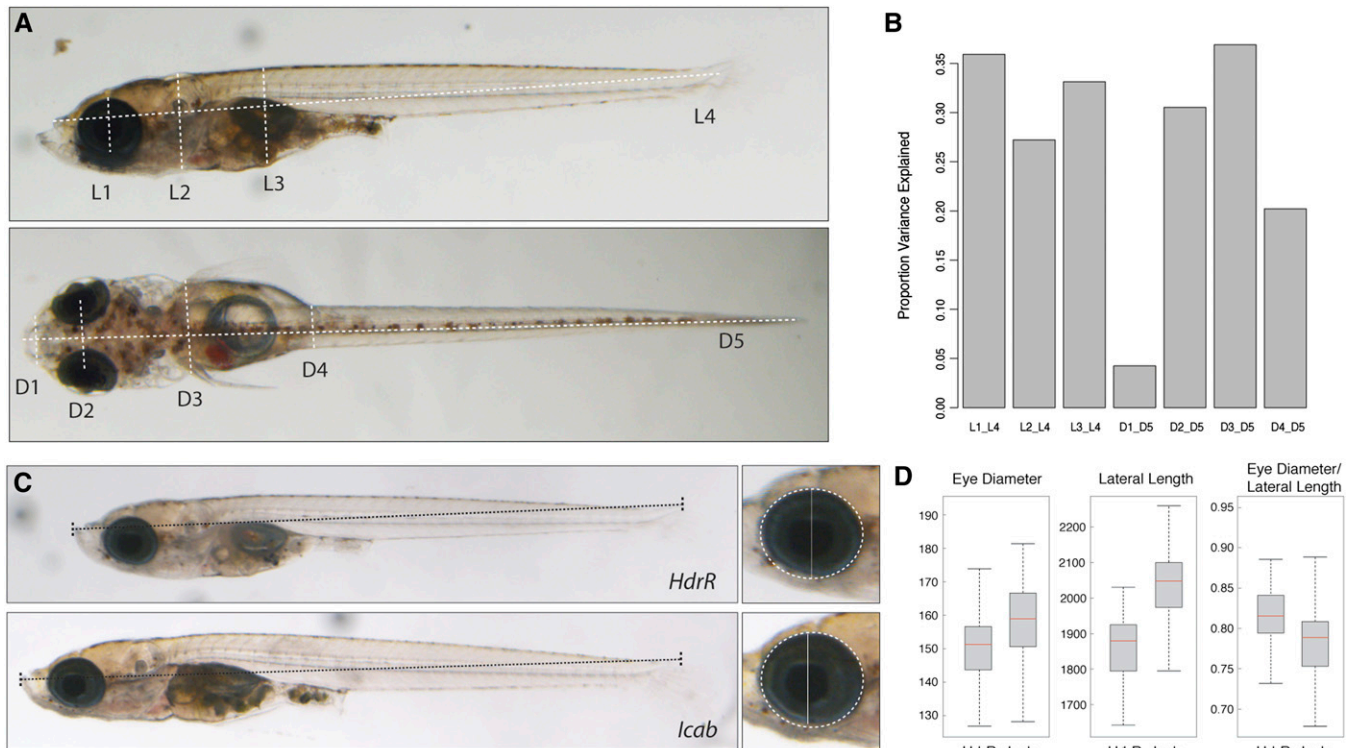 A
L1
L2
L3
L4
D1
D2
D3
D4
D5
B
Proportion Variance Explained
0.35
0.30
0.25
0.20
0.15
0.10
0.05
0.00
L1_L4 L2_L4 L3_L4 D1_D5 D2_D5 D3_D5 D4_D5
C
HdrR
Icab
D
Eye Diameter
190
180
170
160
150
140
130
Lateral Length
2200
2100
2000
1900
1800
1700
Eye Diameter/
Lateral Length
0.95
0.90
0.85
0.80
0.75
0.70